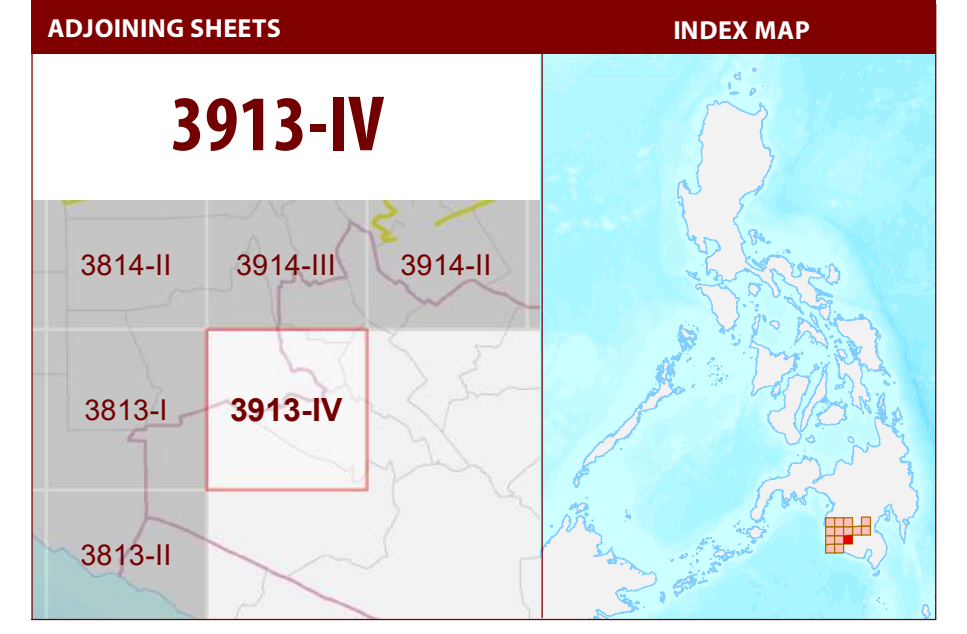 ADJOINING SHEETS
INDEX MAP
3913-IV
3814-II
3914-III
3914-II
3813-I
3913-IV
3813-II